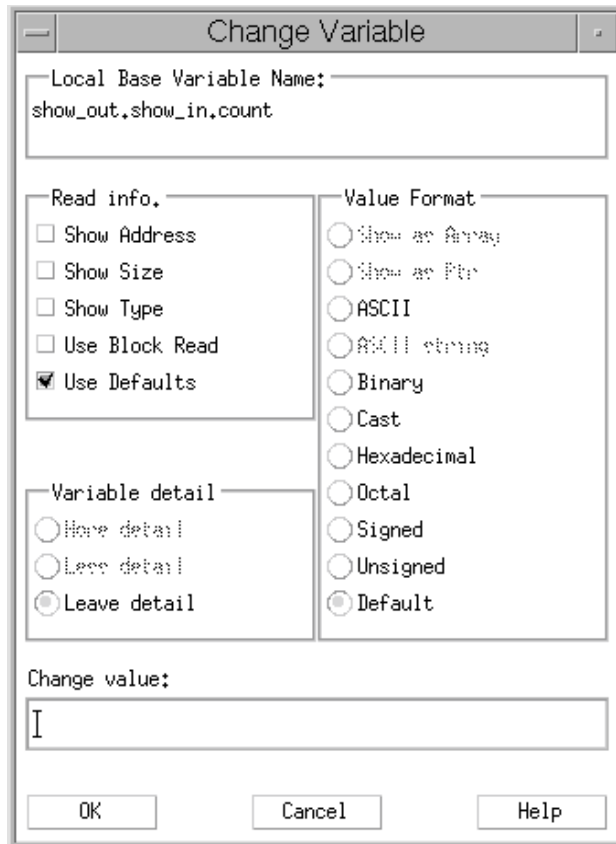 Change Variable
Local Base Variable Name:
show_out.show_in.count
Read info.
Show Address
Show Size
Show Type
Use Block Read
Use Defaults
Variable detail
More detail
Less detail
Leave detail
Value Format
Show as Array
Show as Ptr
ASCII
ASCII string
Binary
Cast
Hexadecimal
Octal
Signed
Unsigned
Default
Change value:
OK
Cancel
Help